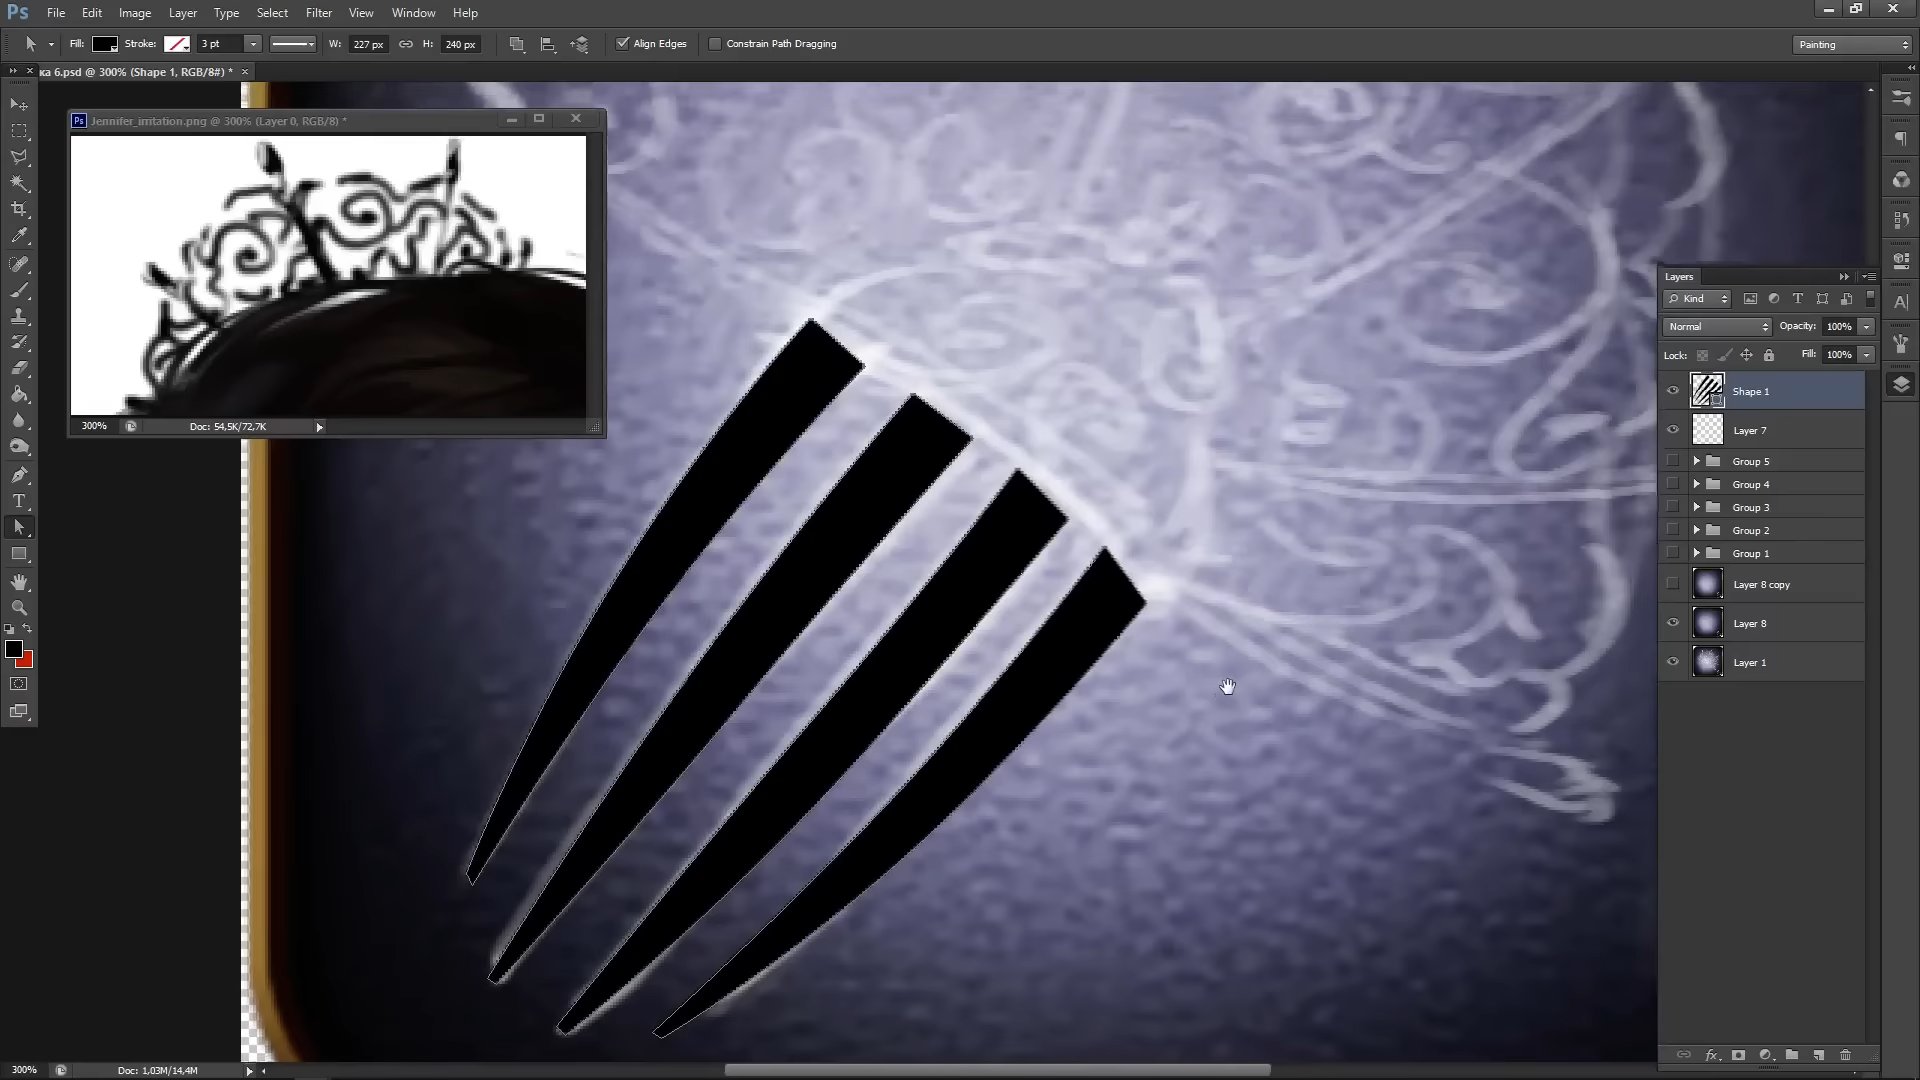 Ps File Edit Image Layer Type Select Filter View Window Help
Fill: Stroke: 3 pt W: 227 px H: 240 px Align Edges Constrain Path Dragging Painting
ка 6.psd @ 300% (Shape 1, RGB/8#) * ×
Ps Jennifer_irritation.png @ 300% (Layer 0, RGB/8) *
300% Doc: 54,5K/72,7K
Layers
Kind
Normal Opacity: 100%
Lock: Fill: 100%
Shape 1
Layer 7
Group 5
Group 4
Group 3
Group 2
Group 1
Layer 8 copy
Layer 8
Layer 1
fx
300% Doc: 1,03M/14,4M